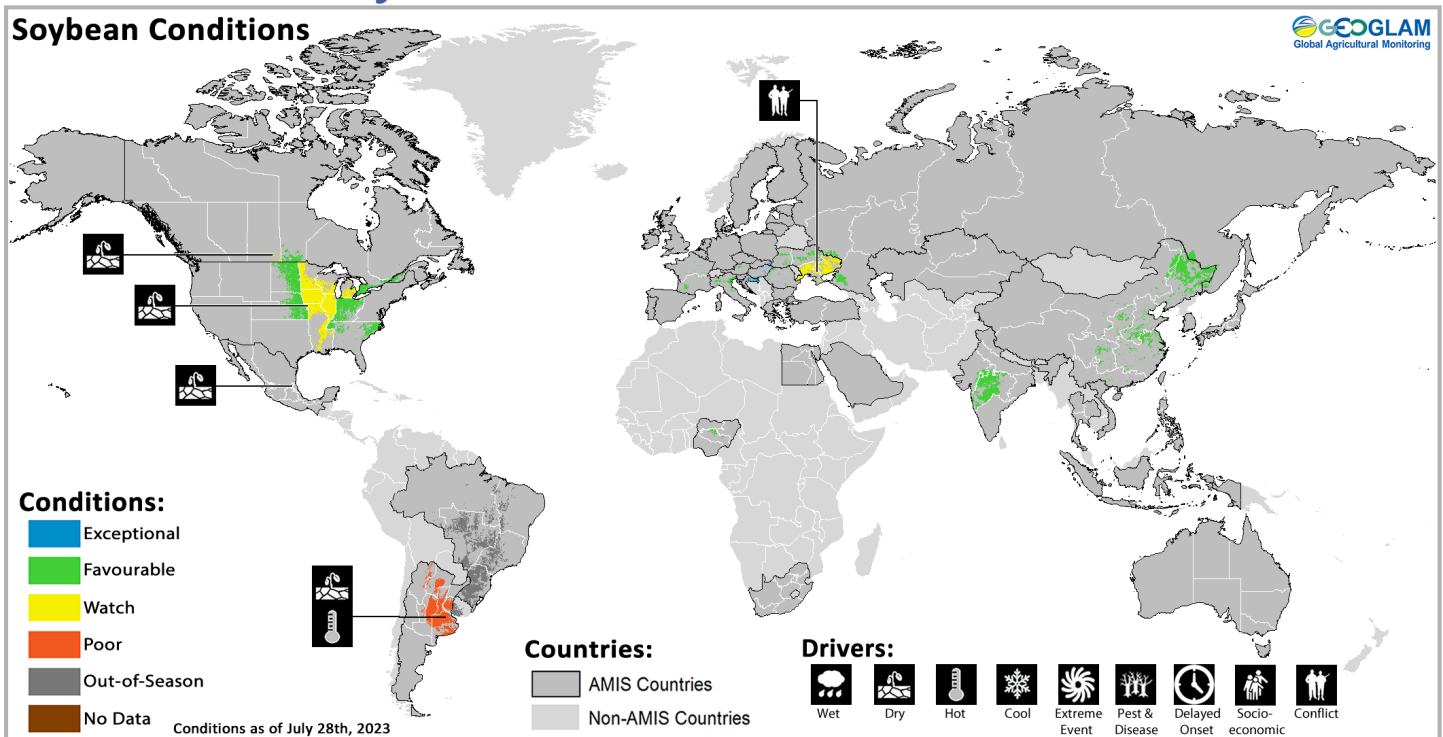 Soybean Conditions
GEOGLAM
Global Agricultural Monitoring
Conditions:
Exceptional
Favourable
Watch
Poor
Out-of-Season
No Data
Conditions as of July 28th, 2023
Countries:
AMIS Countries
Non-AMIS Countries
Drivers:
Wet
Dry
Hot
Cool
Extreme
Event
Pest &
Disease
Delayed
Onset
Socio-
economic
Conflict